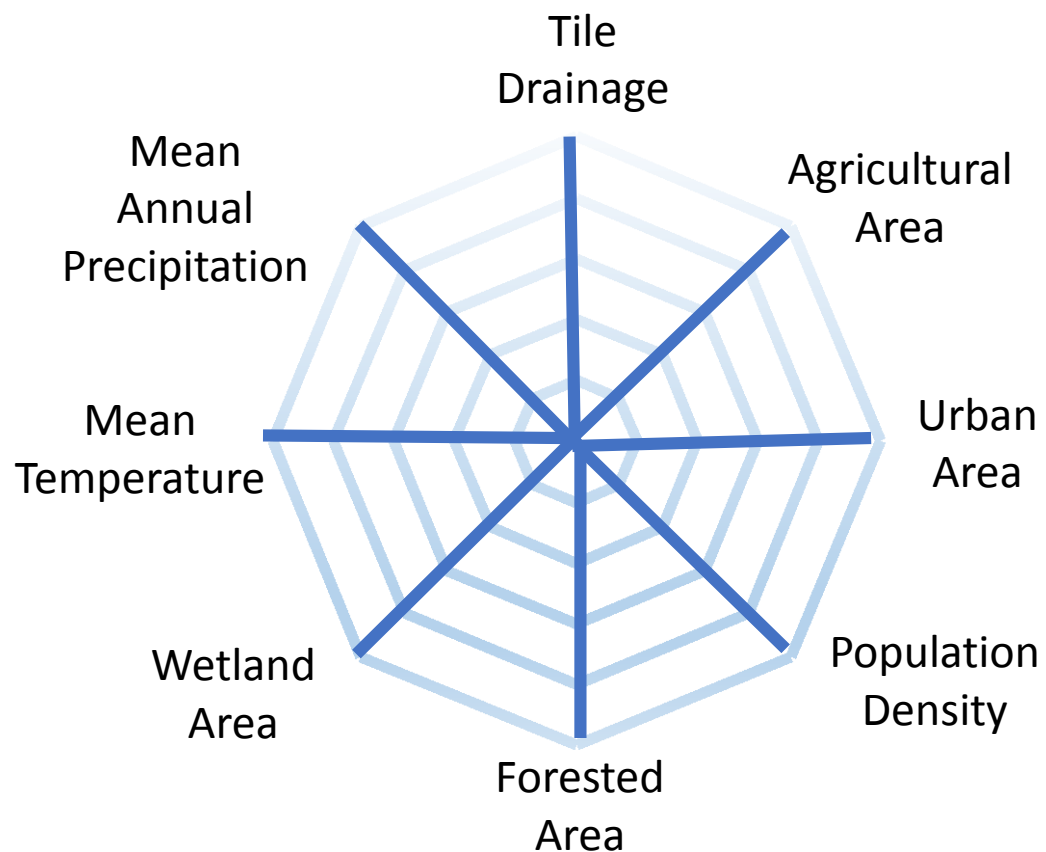 Tile
Drainage
Agricultural
Area
Urban
Area
Population
Density
Forested
Area
Wetland
Area
Mean
Temperature
Mean
Annual
Precipitation